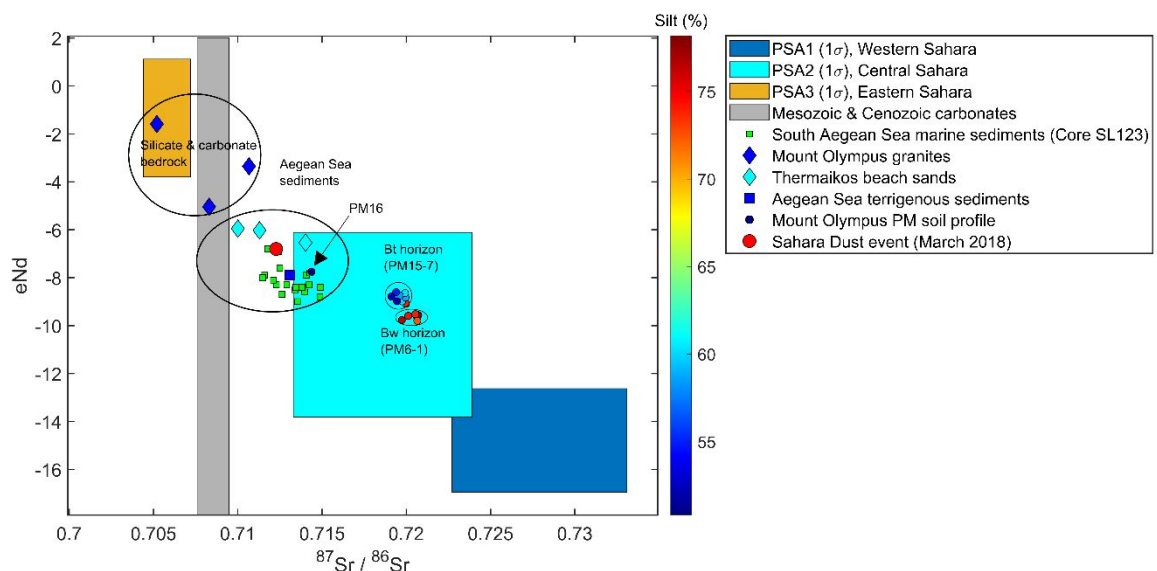 Silt (%)
2
0
-2
-4
-6
-8
-10
-12
-14
-16
eNd
0.7
0.705
0.71
0.715
0.72
0.725
0.73
87Sr / 86Sr
Silicate & carbonate
bedrock
Aegean Sea
sediments
PM16
Bt horizon
(PM15-7)
Bw horizon
(PM6-1)
75
70
65
60
55
PSA1 (1σ), Western Sahara
PSA2 (1σ), Central Sahara
PSA3 (1σ), Eastern Sahara
Mesozoic & Cenozoic carbonates
South Aegean Sea marine sediments (Core SL123)
Mount Olympus granites
Thermaikos beach sands
Aegean Sea terrigenous sediments
Mount Olympus PM soil profile
Sahara Dust event (March 2018)